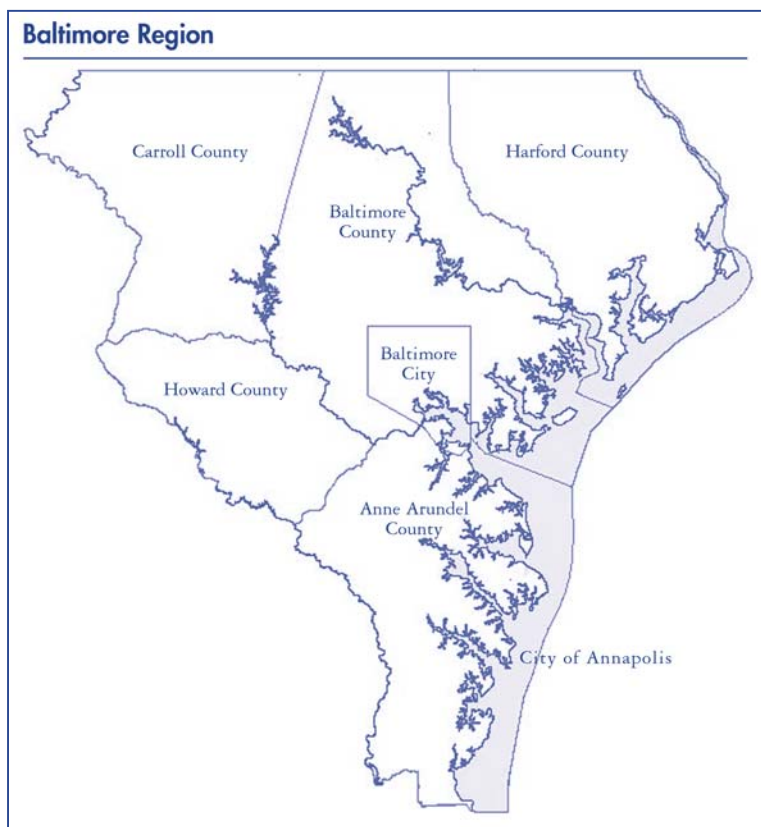 Baltimore Region
Carroll County
Harford County
Baltimore
County
Baltimore
City
Howard County
Anne Arundel
County
City of Annapolis